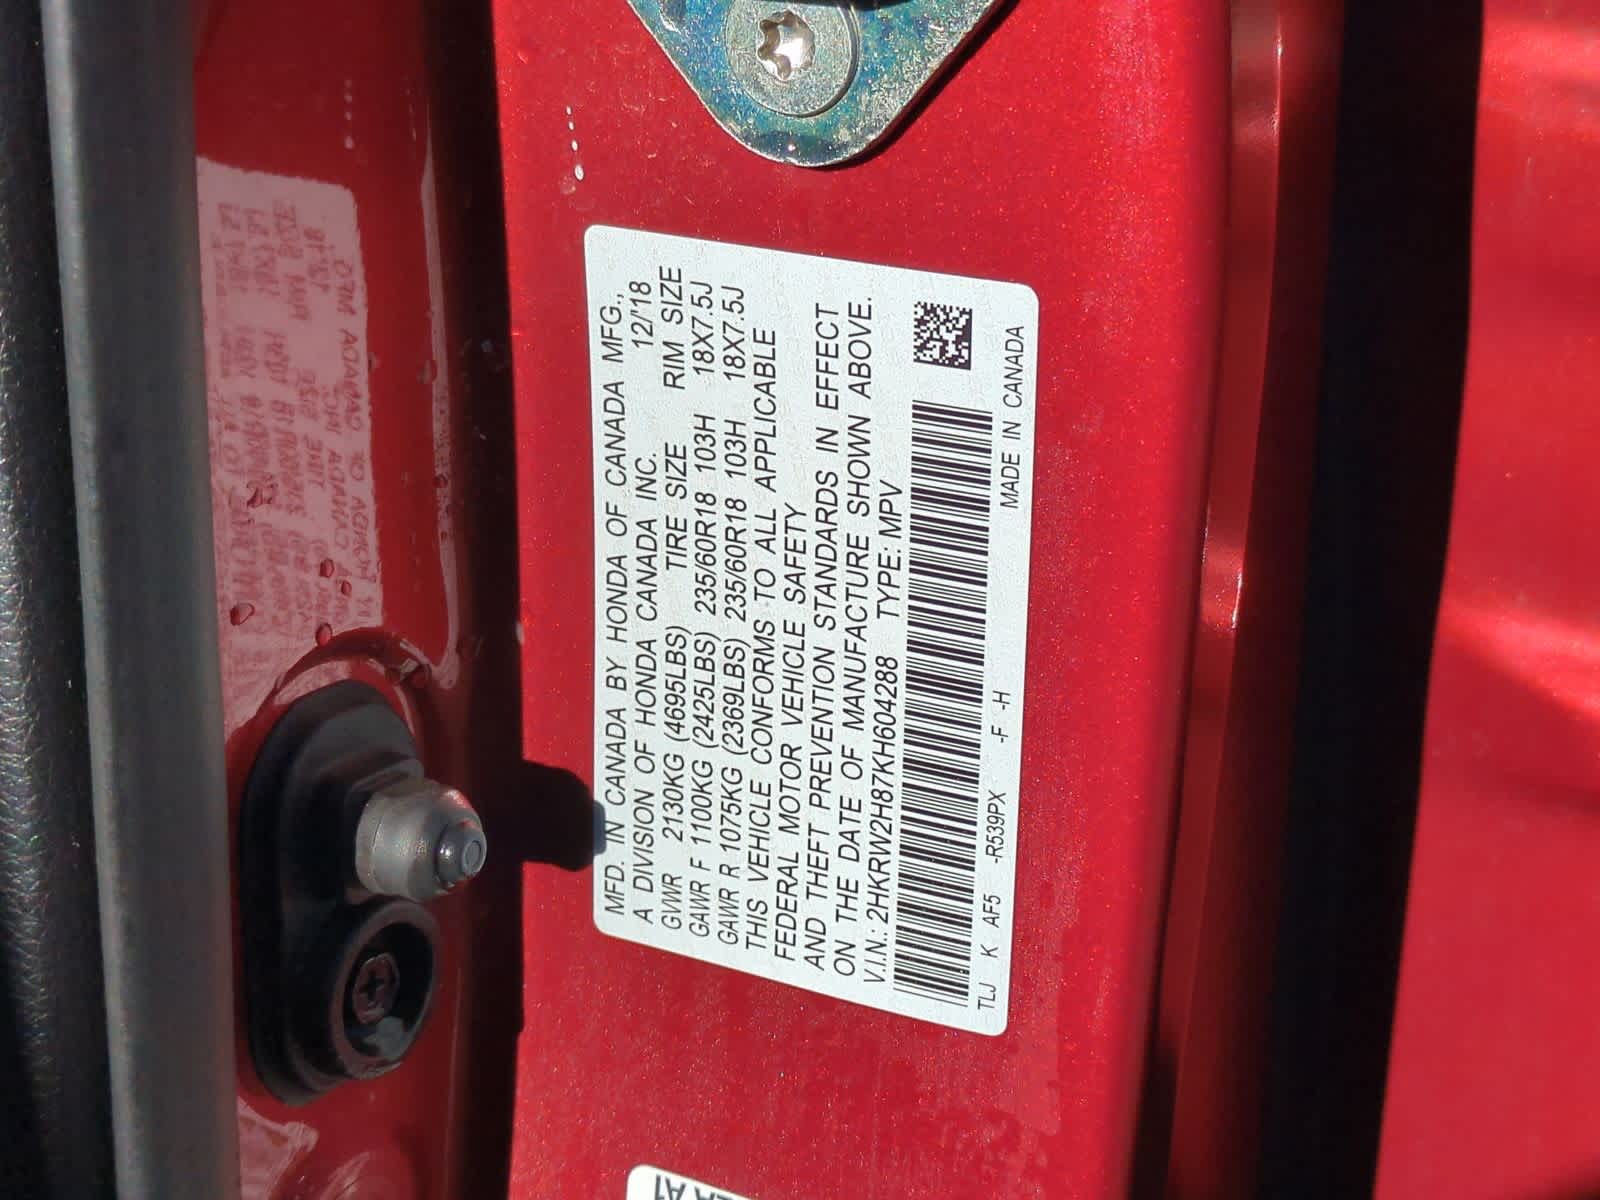 MFD. IN CANADA BY HONDA OF CANADA MFG.,
A DIVISION OF HONDA CANADA INC. 12/'18
GVWR 2130KG (4695LBS) TIRE SIZE RIM SIZE
GAWR F 1100KG (2425LBS) 235/60R18 103H 18X7.5J
GAWR R 1075KG (2369LBS) 235/60R18 103H 18X7.5J
THIS VEHICLE CONFORMS TO ALL APPLICABLE
FEDERAL MOTOR VEHICLE SAFETY
AND THEFT PREVENTION STANDARDS IN EFFECT
ON THE DATE OF MANUFACTURE SHOWN ABOVE.
V.I.N.: 2HKRW2H87KH604288 TYPE: MPV
TLJ K AF5 -R539PX -F -H MADE IN CANADA
A1